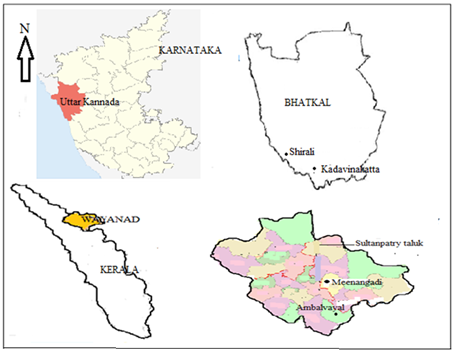 N
KARNATAKA
Uttar Kannada
BHATKAL
Shirali
Kadavinakatta
WAYANAD
KERALA
Sultanpatry taluk
Meenangadi
Ambalvayal